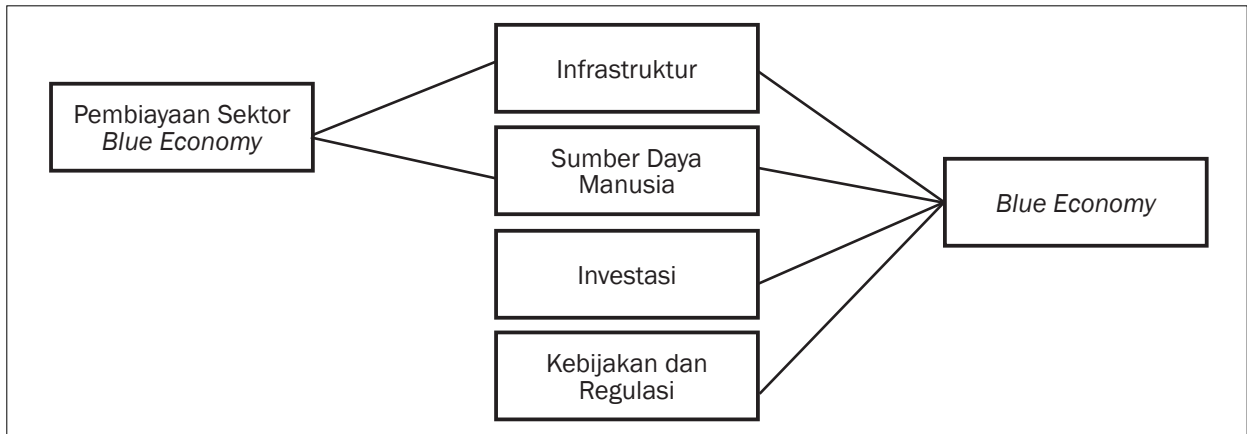 Pembiayaan Sektor
Blue Economy
Infrastruktur
Sumber Daya
Manusia
Investasi
Kebijakan dan
Regulasi
Blue Economy